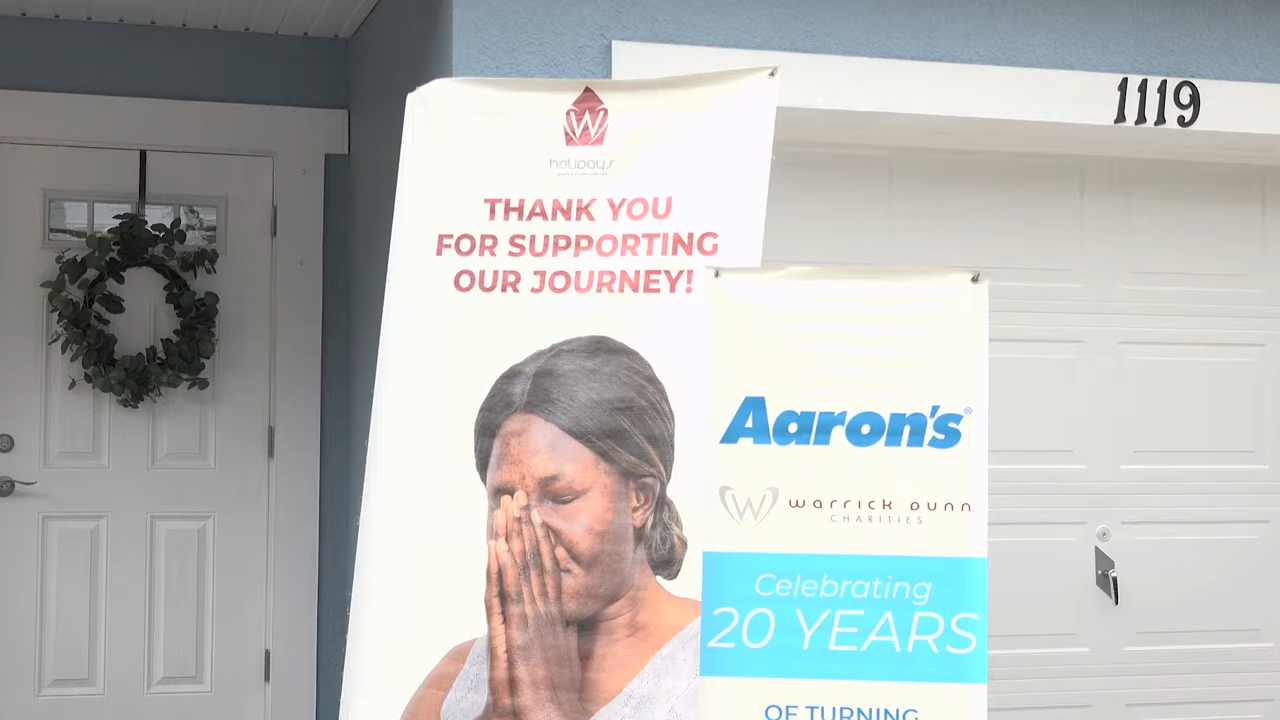 1119
W
holidays
THANK YOU
FOR SUPPORTING
OUR JOURNEY!
Aaron's®
W warrick dunn
CHARITIES
Celebrating
20 YEARS
OF TURNING